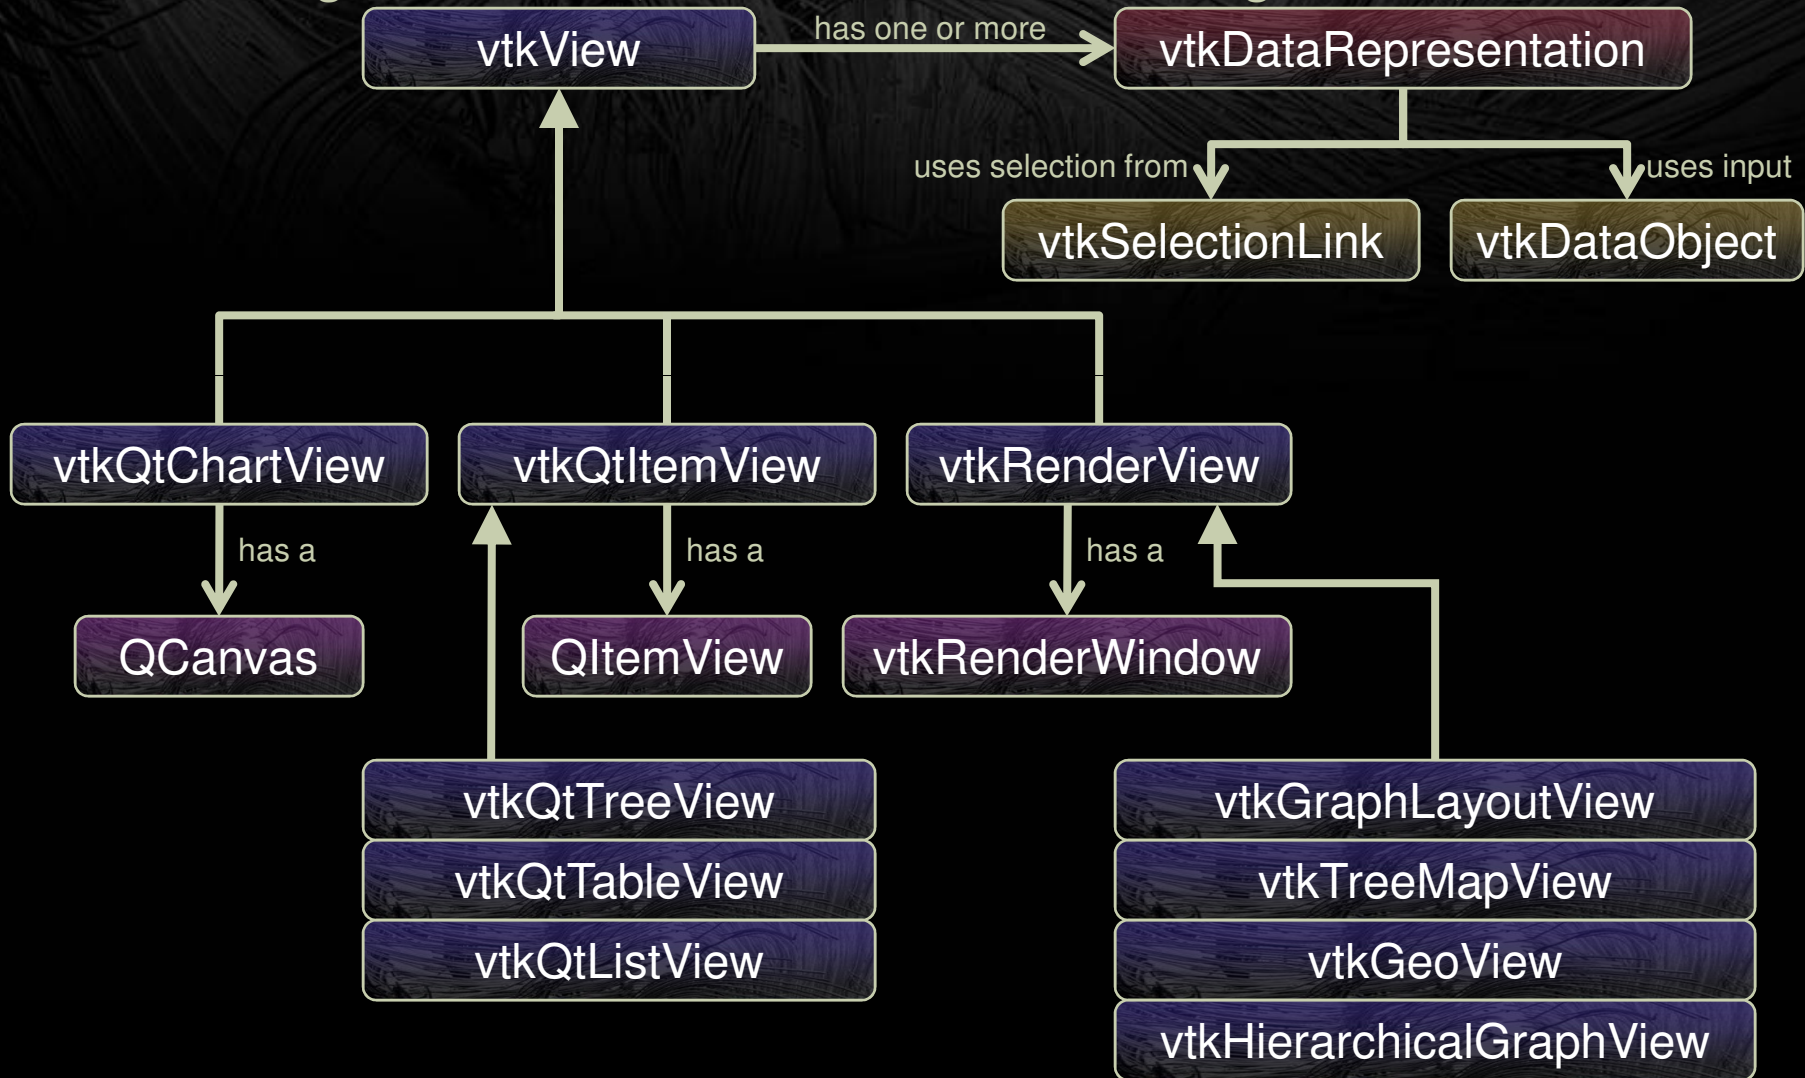 vtkView
has one or more
vtkDataRepresentation
uses selection from
uses input
vtkSelectionLink
vtkDataObject
vtkQtChartView
vtkQtItemView
vtkRenderView
has a
has a
has a
QCanvas
QItemView
vtkRenderWindow
vtkQtTreeView
vtkGraphLayoutView
vtkQtTableView
vtkTreeMapView
vtkQtListView
vtkGeoView
vtkHierarchicalGraphView